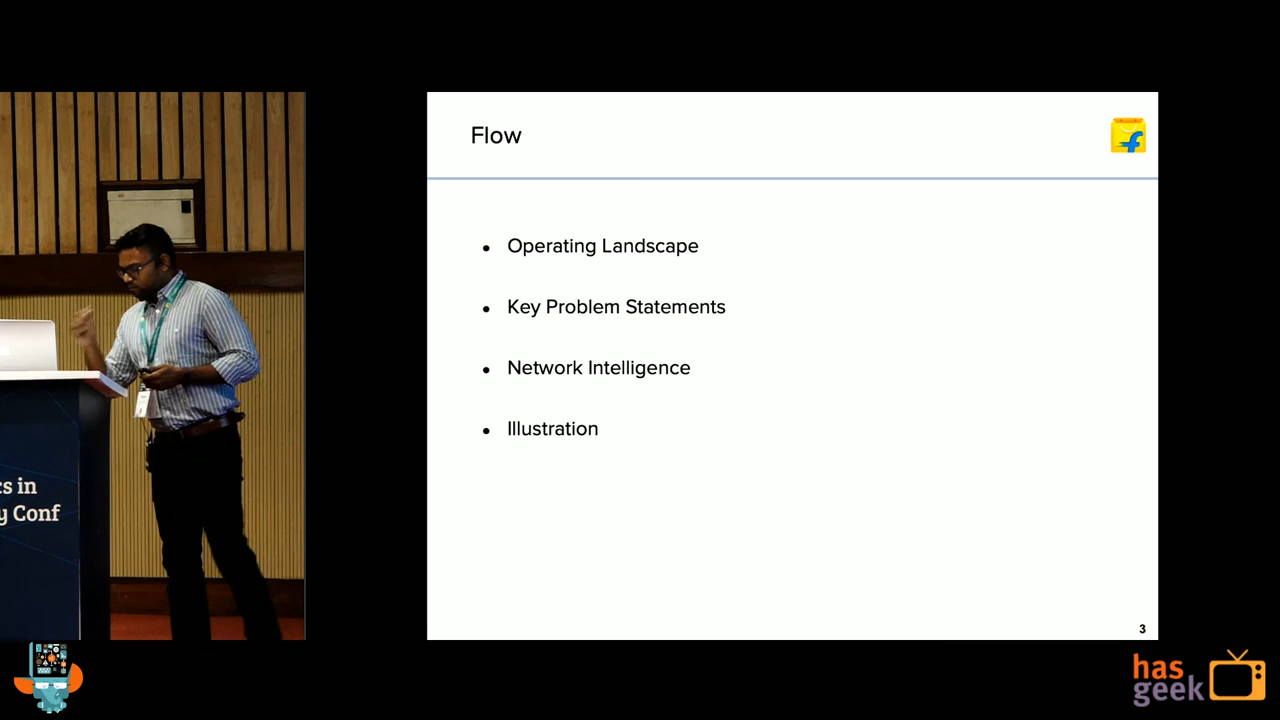 Flow
Operating Landscape
Key Problem Statements
Network Intelligence
Illustration
3
in
Conf
has
geek